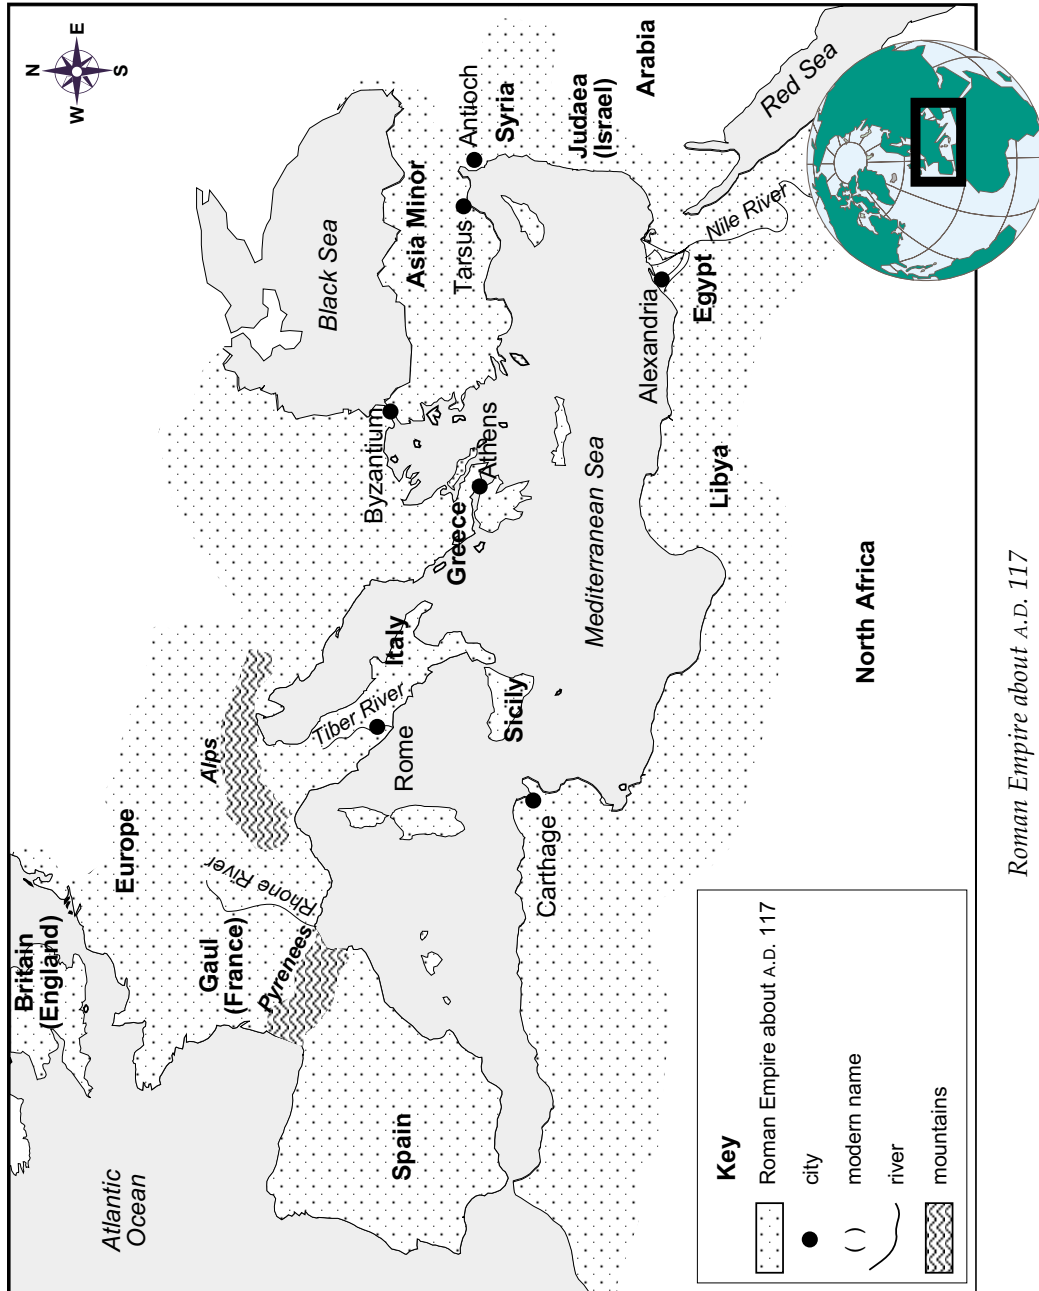 N
W
E
S
Britain
(England)
Europe
Atlantic
Ocean
Gaul
(France)
Rhone River
Alps
Pyrenees
Spain
Tiber River
Italy
Rome
Sicily
Carthage
Black Sea
Byzantium
Asia Minor
Greece
Athens
Tarsus
Antioch
Syria
Mediterranean Sea
Judaea
(Israel)
Arabia
Red Sea
Alexandria
Egypt
Nile River
Libya
North Africa
Key
Roman Empire about A.D. 117
city
( ) modern name
river
mountains
Roman Empire about A.D. 117